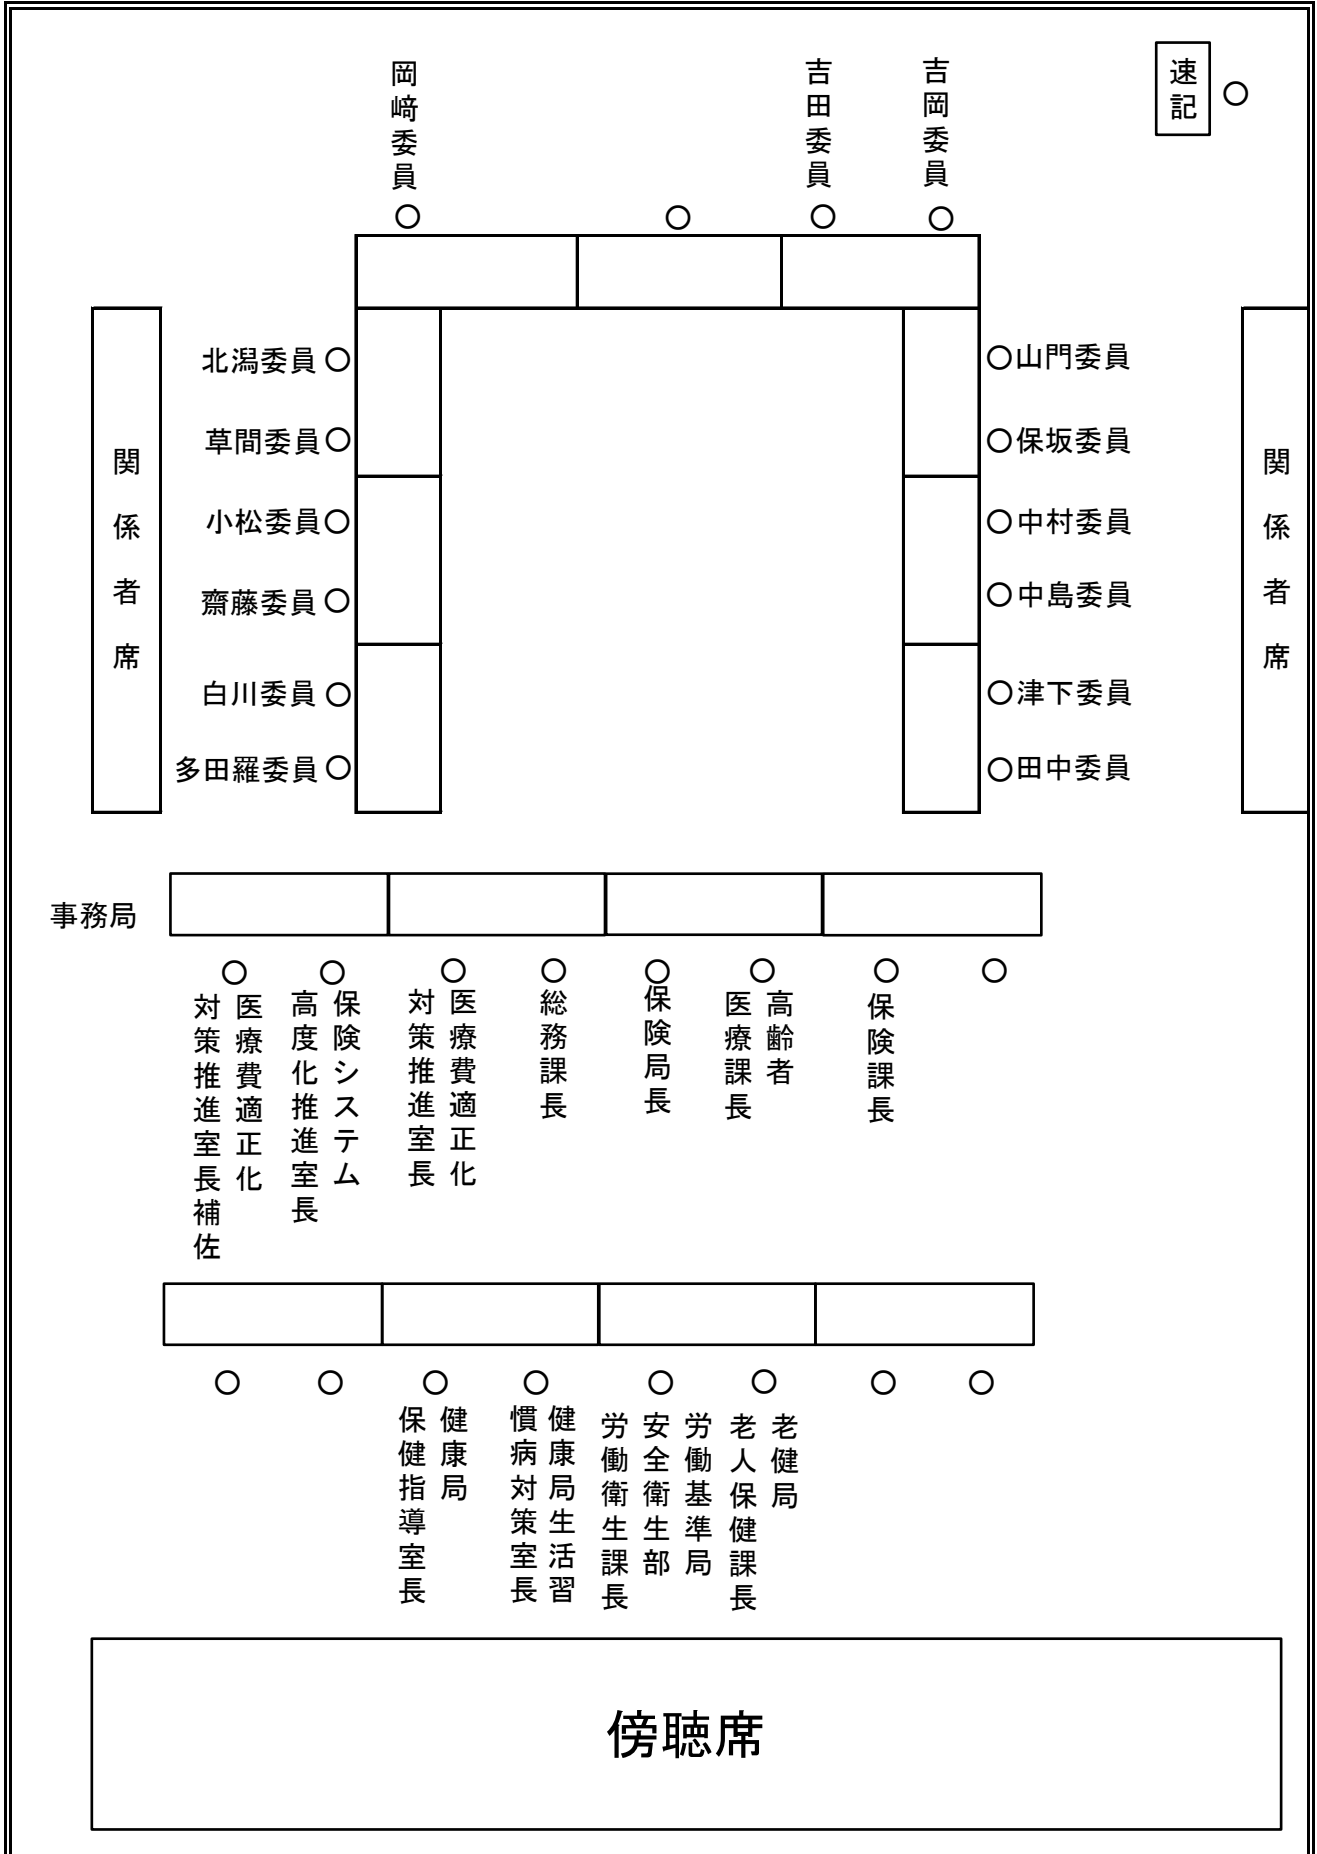 岡﨑委員
吉田委員
吉岡委員
速記
北潟委員
草間委員
小松委員
齋藤委員
白川委員
多田羅委員
山門委員
保坂委員
中村委員
中島委員
津下委員
田中委員
関係者席
関係者席
事務局
医療費適正化
対策推進室長補佐
保険システム
高度化推進室長
医療費適正化
対策推進室長
総務課長
保険局長
高齢者
医療課長
保険課長
健康局
保健指導室長
健康局生活習
慣病対策室長
労働基準局
安全衛生部
労働衛生課長
老健局
老人保健課長
傍聴席